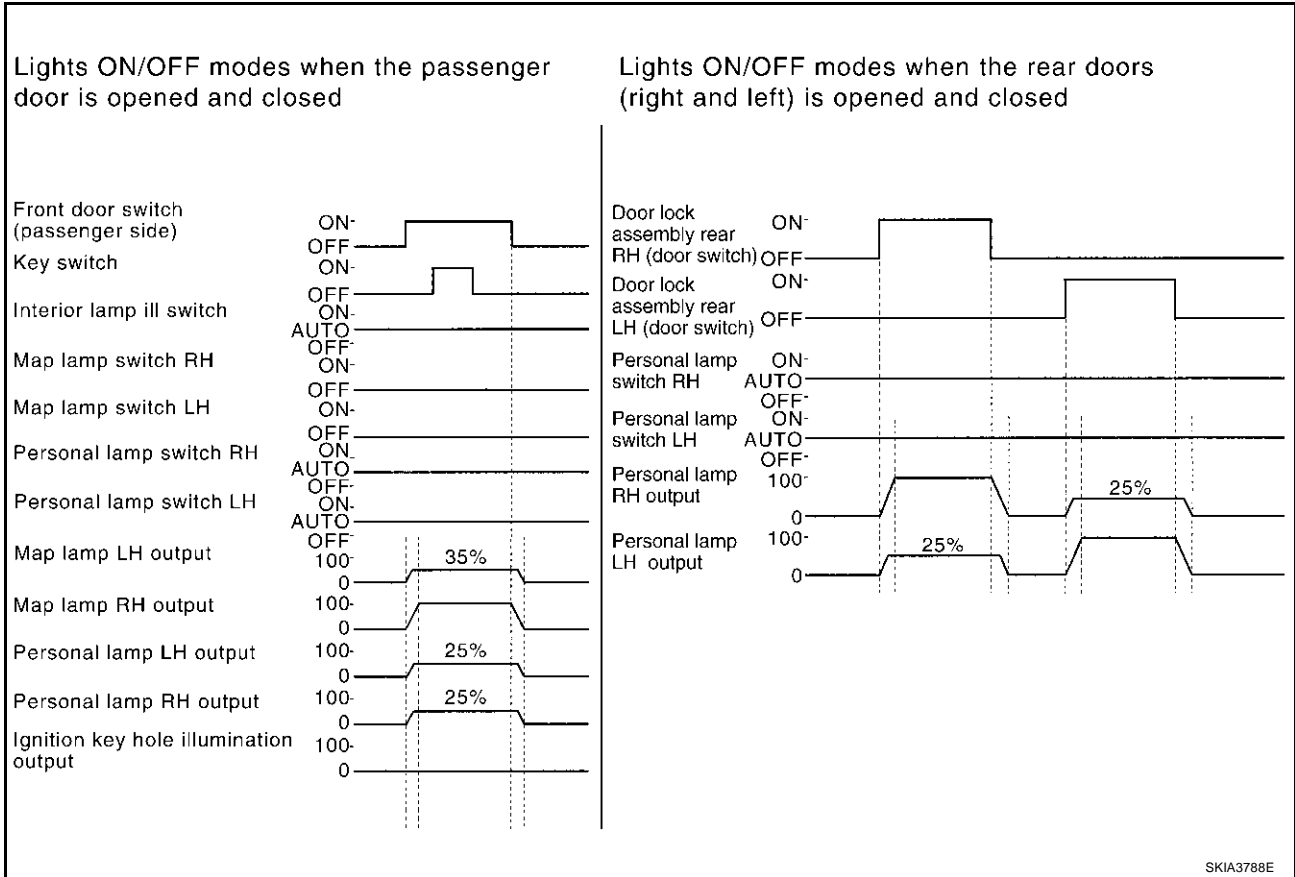 Lights ON/OFF modes when the passenger
door is opened and closed
Front door switch
(passenger side)
ON-
OFF
Key switch
ON-
OFF
Interior lamp ill switch
ON-
AUTO
OFF-
Map lamp switch RH
ON-
OFF
Map lamp switch LH
ON-
OFF
Personal lamp switch RH
ON-
AUTO
OFF-
Personal lamp switch LH
ON-
AUTO
OFF-
Map lamp LH output
100-
0
35%
Map lamp RH output
100-
0
Personal lamp LH output
100-
0
25%
Personal lamp RH output
100-
0
25%
Ignition key hole illumination
output
100-
0
Lights ON/OFF modes when the rear doors
(right and left) is opened and closed
Door lock
assembly rear
RH (door switch)
ON-
OFF
Door lock
assembly rear
LH (door switch)
ON-
OFF
Personal lamp
switch RH
ON-
AUTO
OFF-
Personal lamp
switch LH
ON-
AUTO
OFF-
Personal lamp
RH output
100-
0
25%
Personal lamp
LH output
100-
0
25%
SKIA3788E